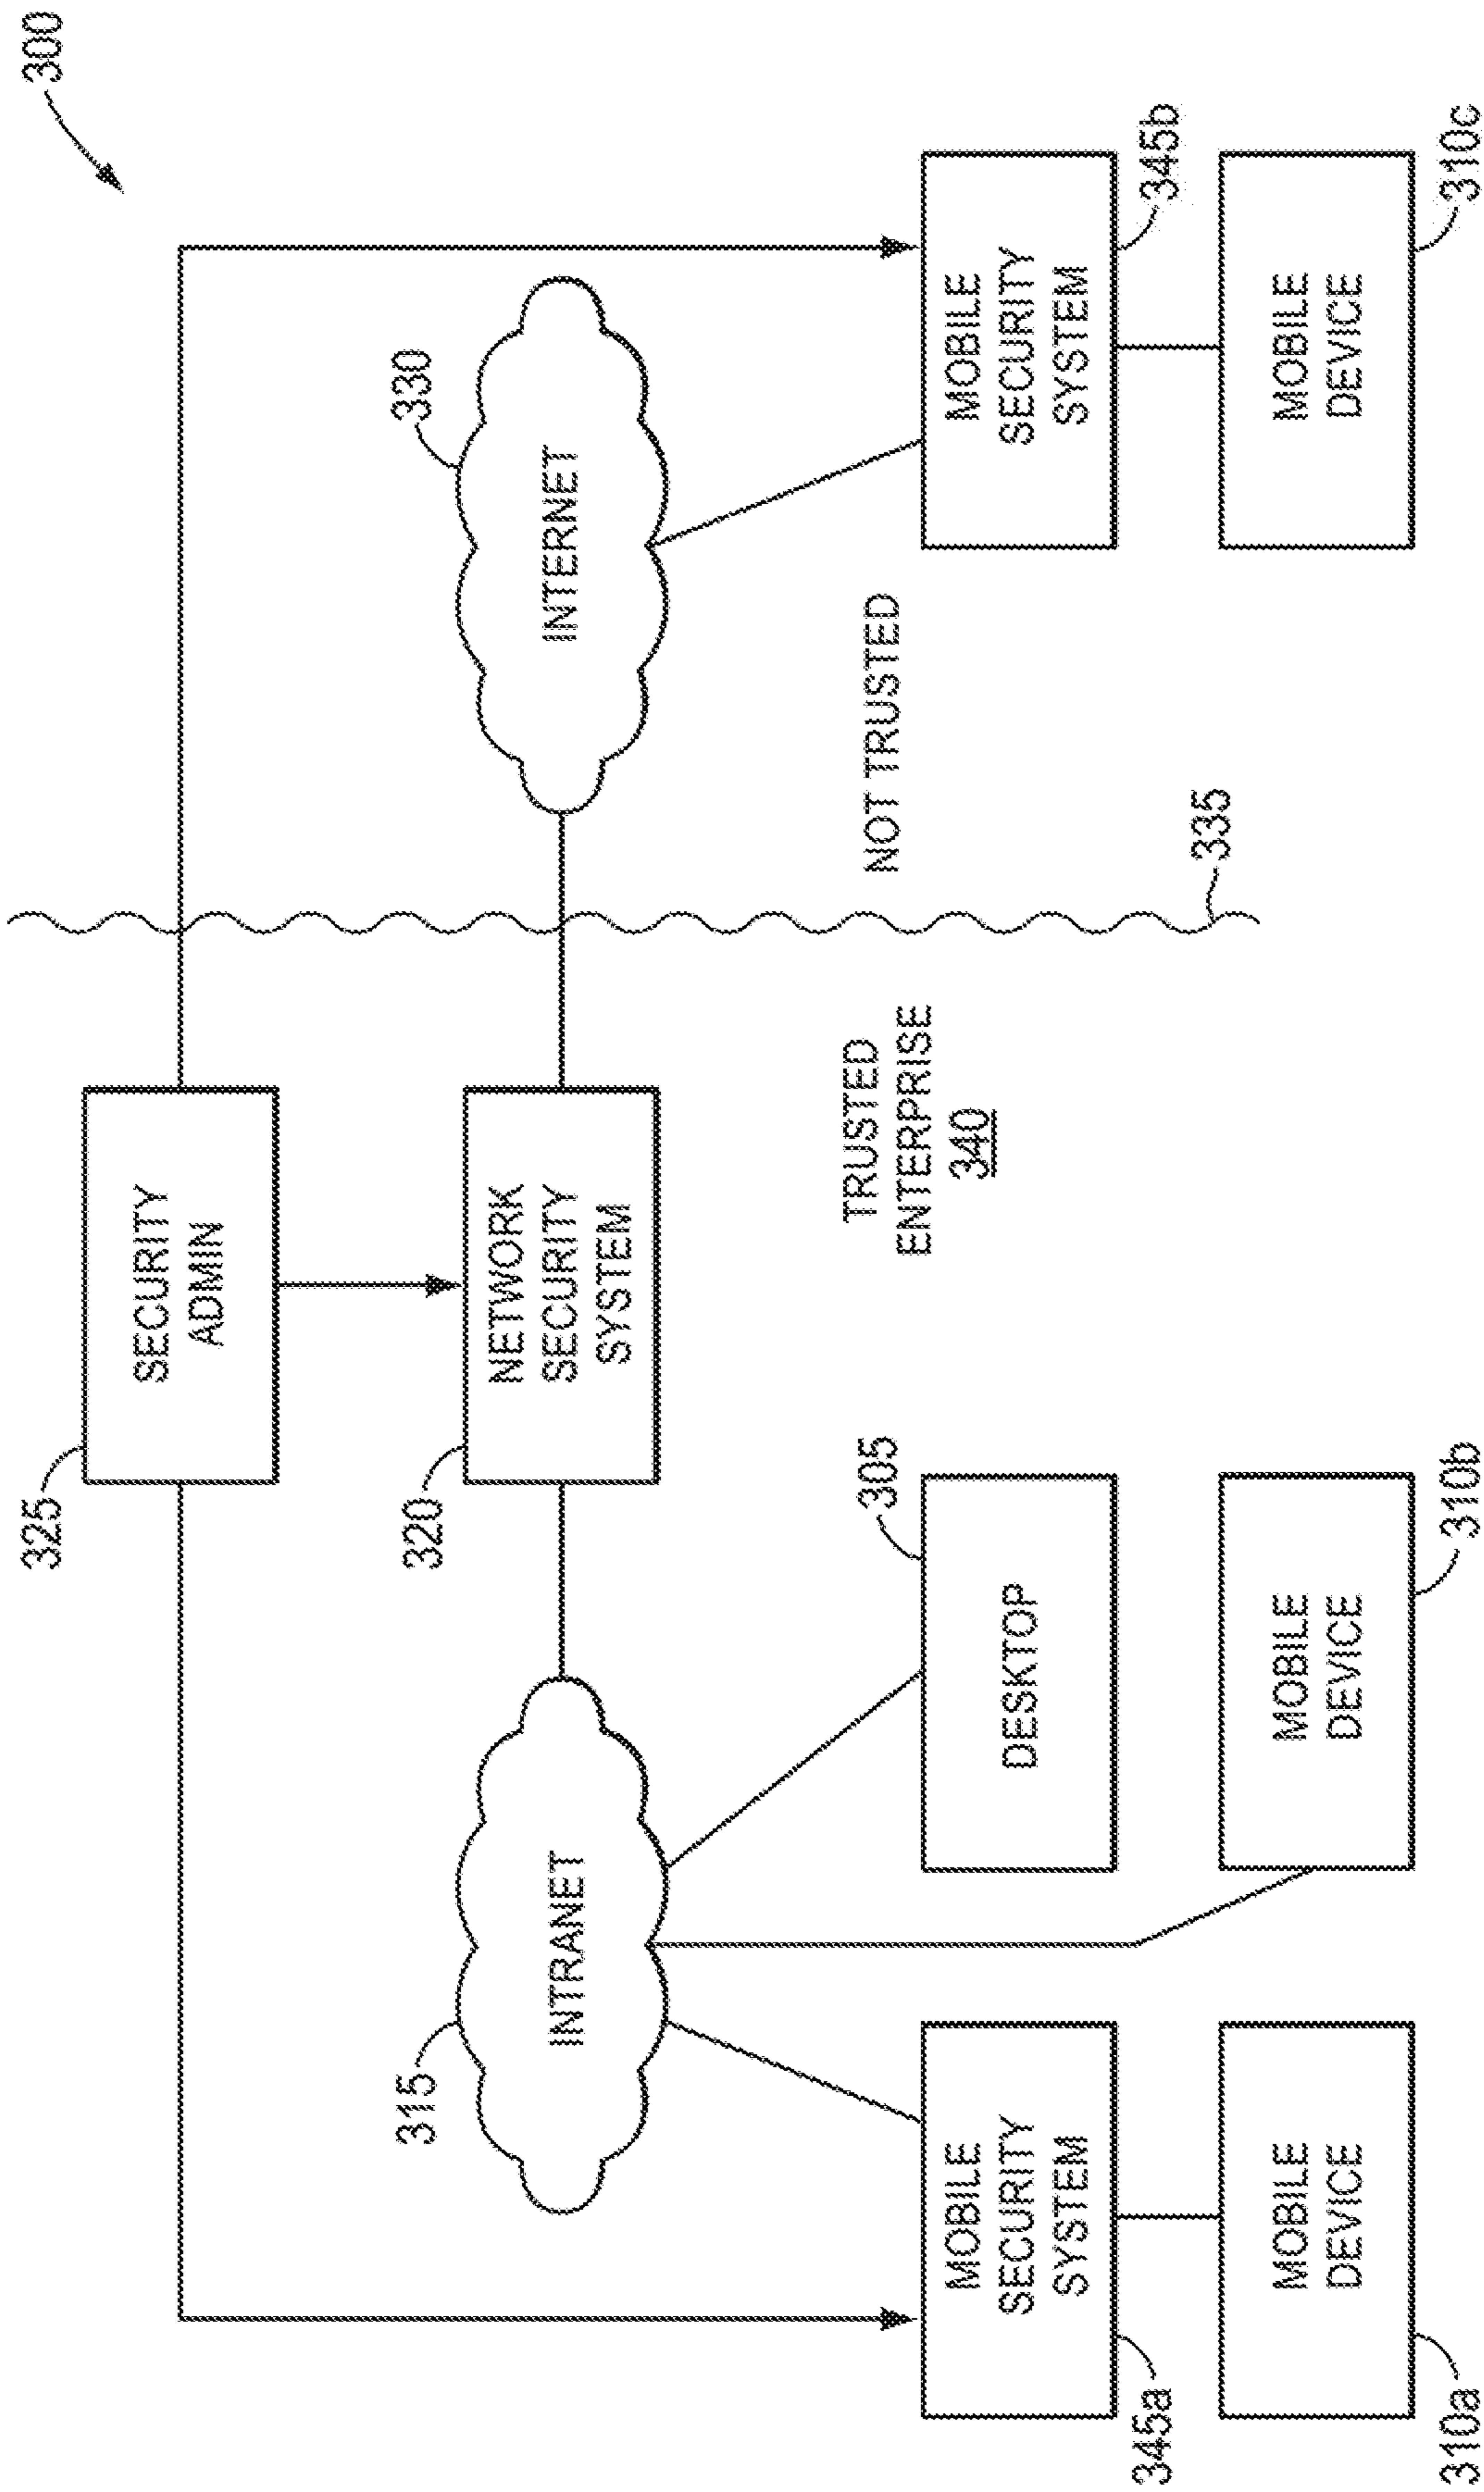 300
325
SECURITY
ADMIN
320
NETWORK
SECURITY
SYSTEM
315
INTRANET
330
INTERNET
TRUSTED
ENTERPRISE
340
NOT TRUSTED
335
305
DESKTOP
MOBILE
SECURITY
SYSTEM
345a
MOBILE
SECURITY
SYSTEM
345b
MOBILE
DEVICE
310a
MOBILE
DEVICE
310b
MOBILE
DEVICE
310c